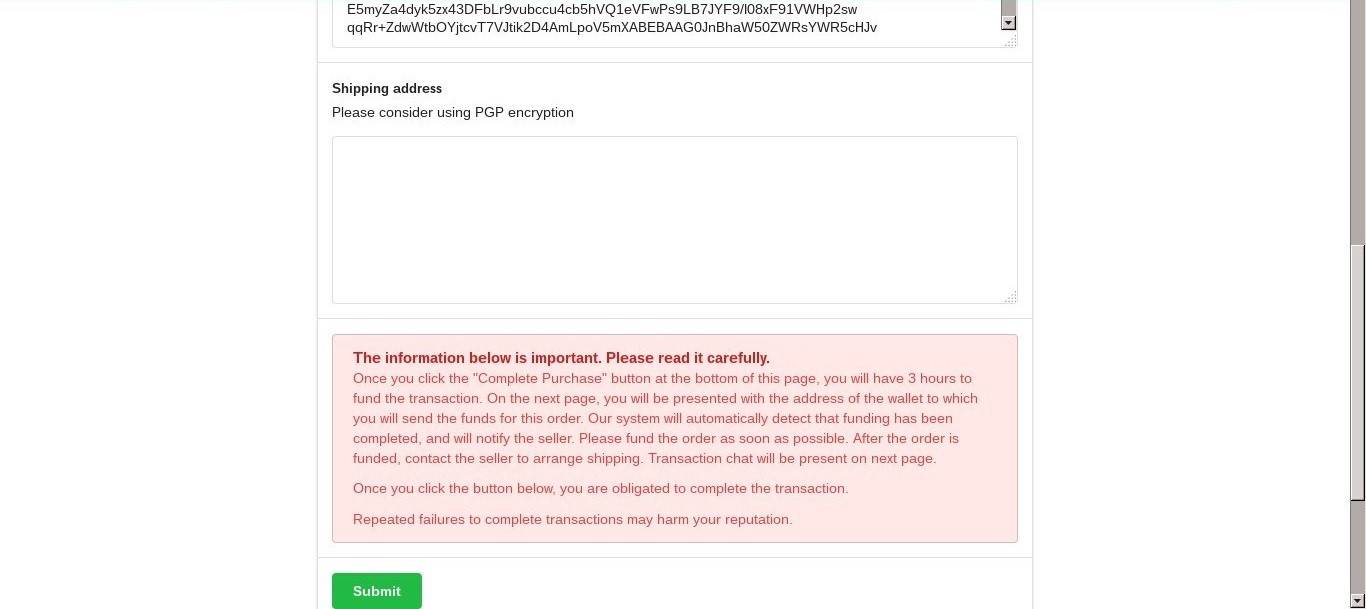 E5myZa4dyk5zx43DFbLr9vubccu4cb5hVQ1eVFwPs9LB7JYF9/I08xF91VWHp2sw
qqRr+ZdwWtbOYjtcvT7VJtik2D4AmLpoV5mXABEBAAG0JnBhaW50ZWRsYWR5cHJv
Shipping address
Please consider using PGP encryption
The information below is important. Please read it carefully.
Once you click the "Complete Purchase" button at the bottom of this page, you will have 3 hours to
fund the transaction. On the next page, you will be presented with the address of the wallet to which
you will send the funds for this order. Our system will automatically detect that funding has been
completed, and will notify the seller. Please fund the order as soon as possible. After the order is
funded, contact the seller to arrange shipping. Transaction chat will be present on next page.
Once you click the button below, you are obligated to complete the transaction.
Repeated failures to complete transactions may harm your reputation.
Submit